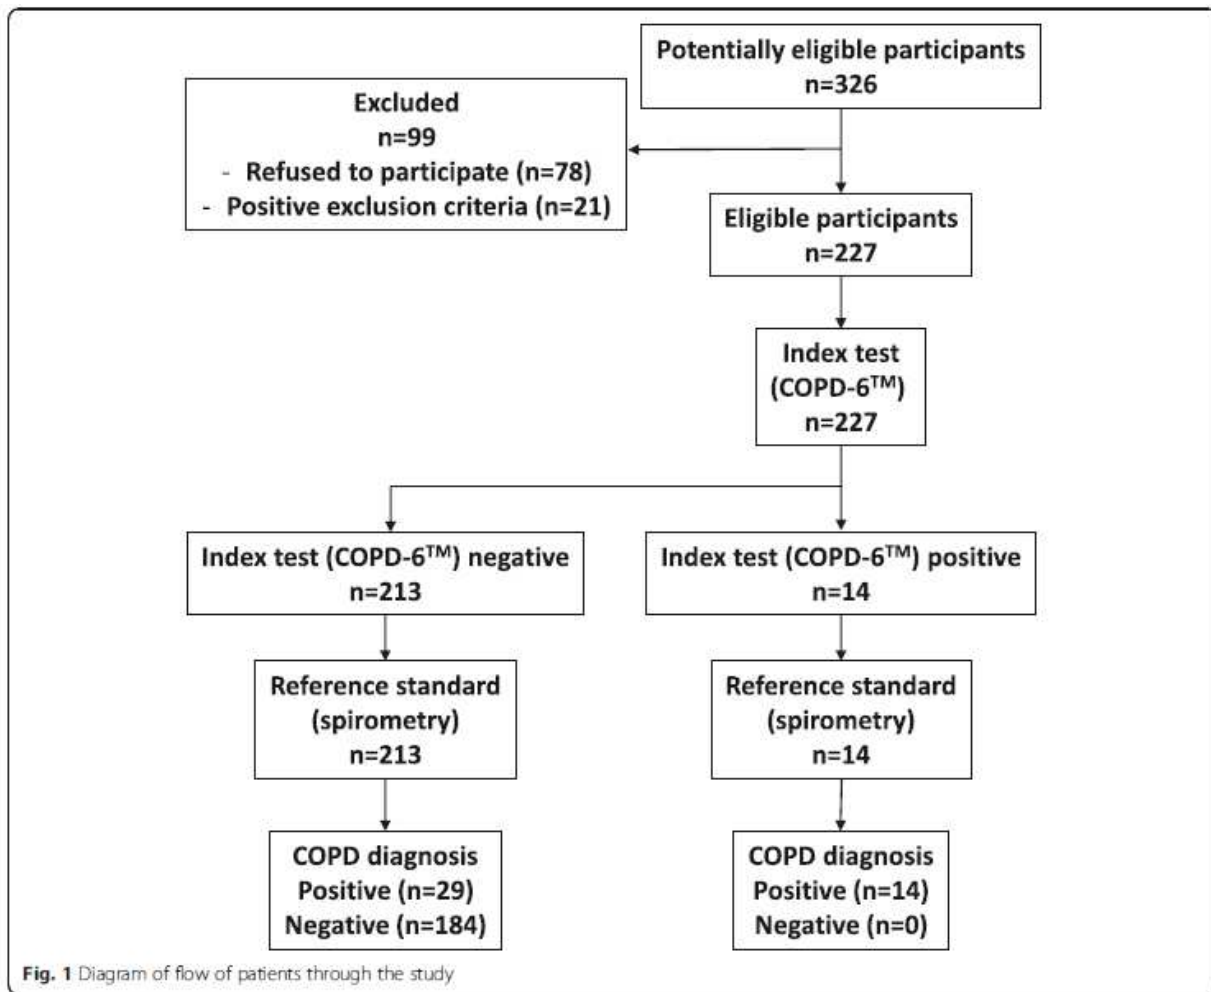 Potentially eligible participants
n=326
Excluded
n=99
- Refused to participate (n=78)
- Positive exclusion criteria (n=21)
Eligible participants
n=227
Index test
(COPD-6™)
n=227
Index test (COPD-6™) negative
n=213
Index test (COPD-6™) positive
n=14
Reference standard
(spirometry)
n=213
Reference standard
(spirometry)
n=14
COPD diagnosis
Positive (n=29)
Negative (n=184)
COPD diagnosis
Positive (n=14)
Negative (n=0)
Fig. 1 Diagram of flow of patients through the study